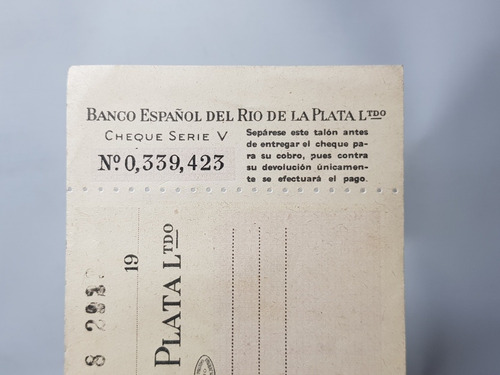 BANCO ESPAÑOL DEL RIO DE LA PLATA LTDO
CHEQUE SERIE V
Nº 0,339,423
Sepárese este talón antes
de entregar el cheque pa-
ra su cobro, pues contra
su devolución únicamen-
te se efectuará el pago.
19
PLATA LTDO